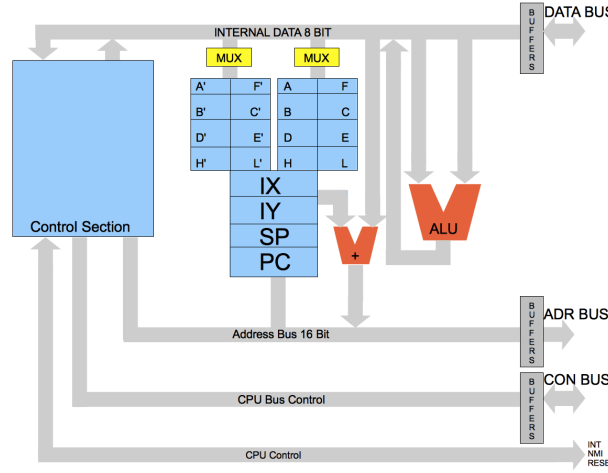 DATA BUS
INTERNAL DATA 8 BIT
BUFFERS
MUX
MUX
A' F' A F
B' C' B C
D' E' D E
H' L' H L
IX
IY
SP
PC
Control Section
+
ALU
ADR BUS
BUFFERS
Address Bus 16 Bit
CON BUS
BUFFERS
CPU Bus Control
INT
NMI
RESE
CPU Control